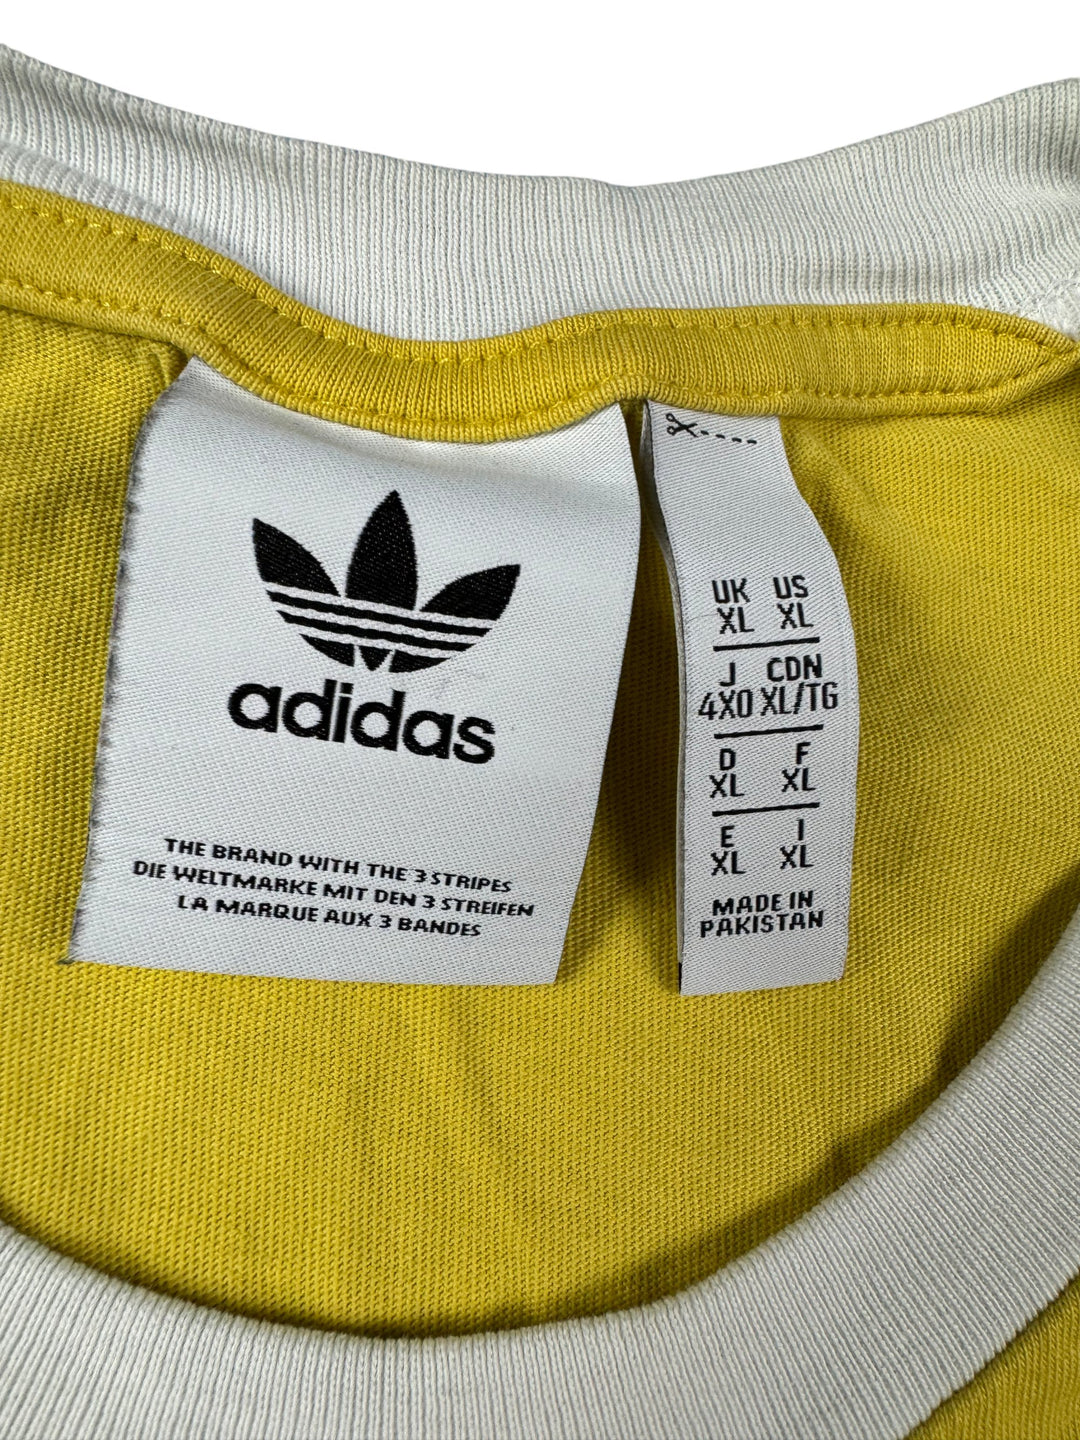 adidas
THE BRAND WITH THE 3 STRIPES
DIE WELTMARKE MIT DEN 3 STREIFEN
LA MARQUE AUX 3 BANDES
UK US
XL XL
J CDN
4XO XL/TG
D F
XL XL
E I
XL XL
MADE IN
PAKISTAN